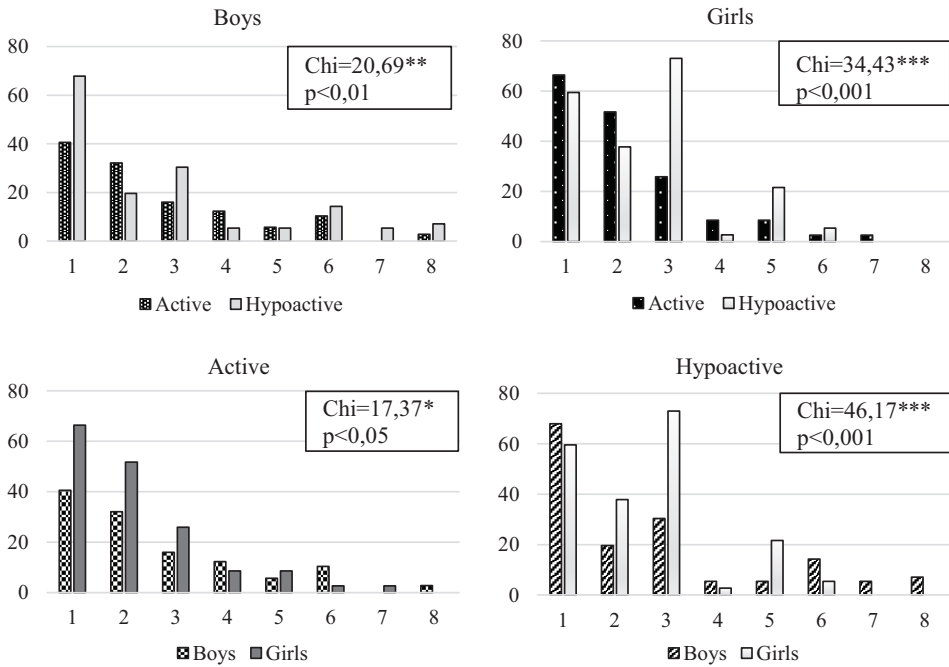 Boys
80
60
40
20
0
Chi=20,69**
p<0,01
1 2 3 4 5 6 7 8
Active Hypoactive
Girls
80
60
40
20
0
Chi=34,43***
p<0,001
1 2 3 4 5 6 7 8
Active Hypoactive
Active
80
60
40
20
0
Chi=17,37*
p<0,05
1 2 3 4 5 6 7 8
Boys Girls
Hypoactive
80
60
40
20
0
Chi=46,17***
p<0,001
1 2 3 4 5 6 7 8
Boys Girls